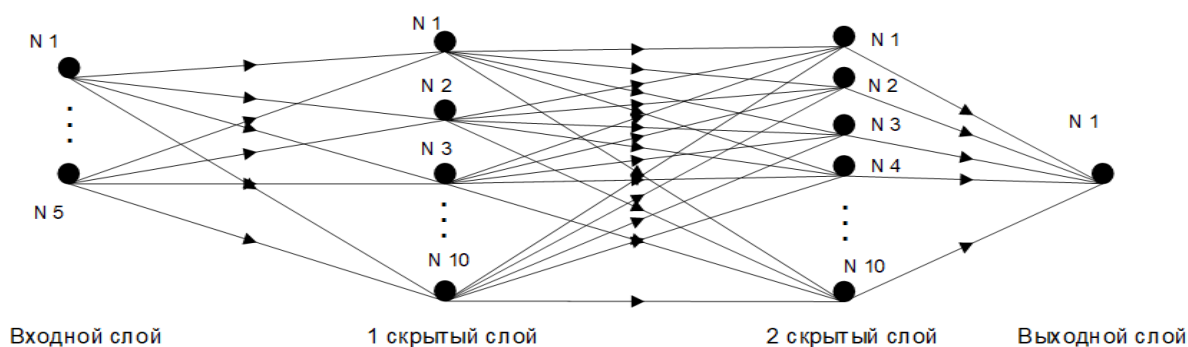 N 1
N 5
Входной слой
N 1
N 2
N 3
N 10
1 скрытый слой
N 1
N 2
N 3
N 4
N 10
2 скрытый слой
N 1
Выходной слой